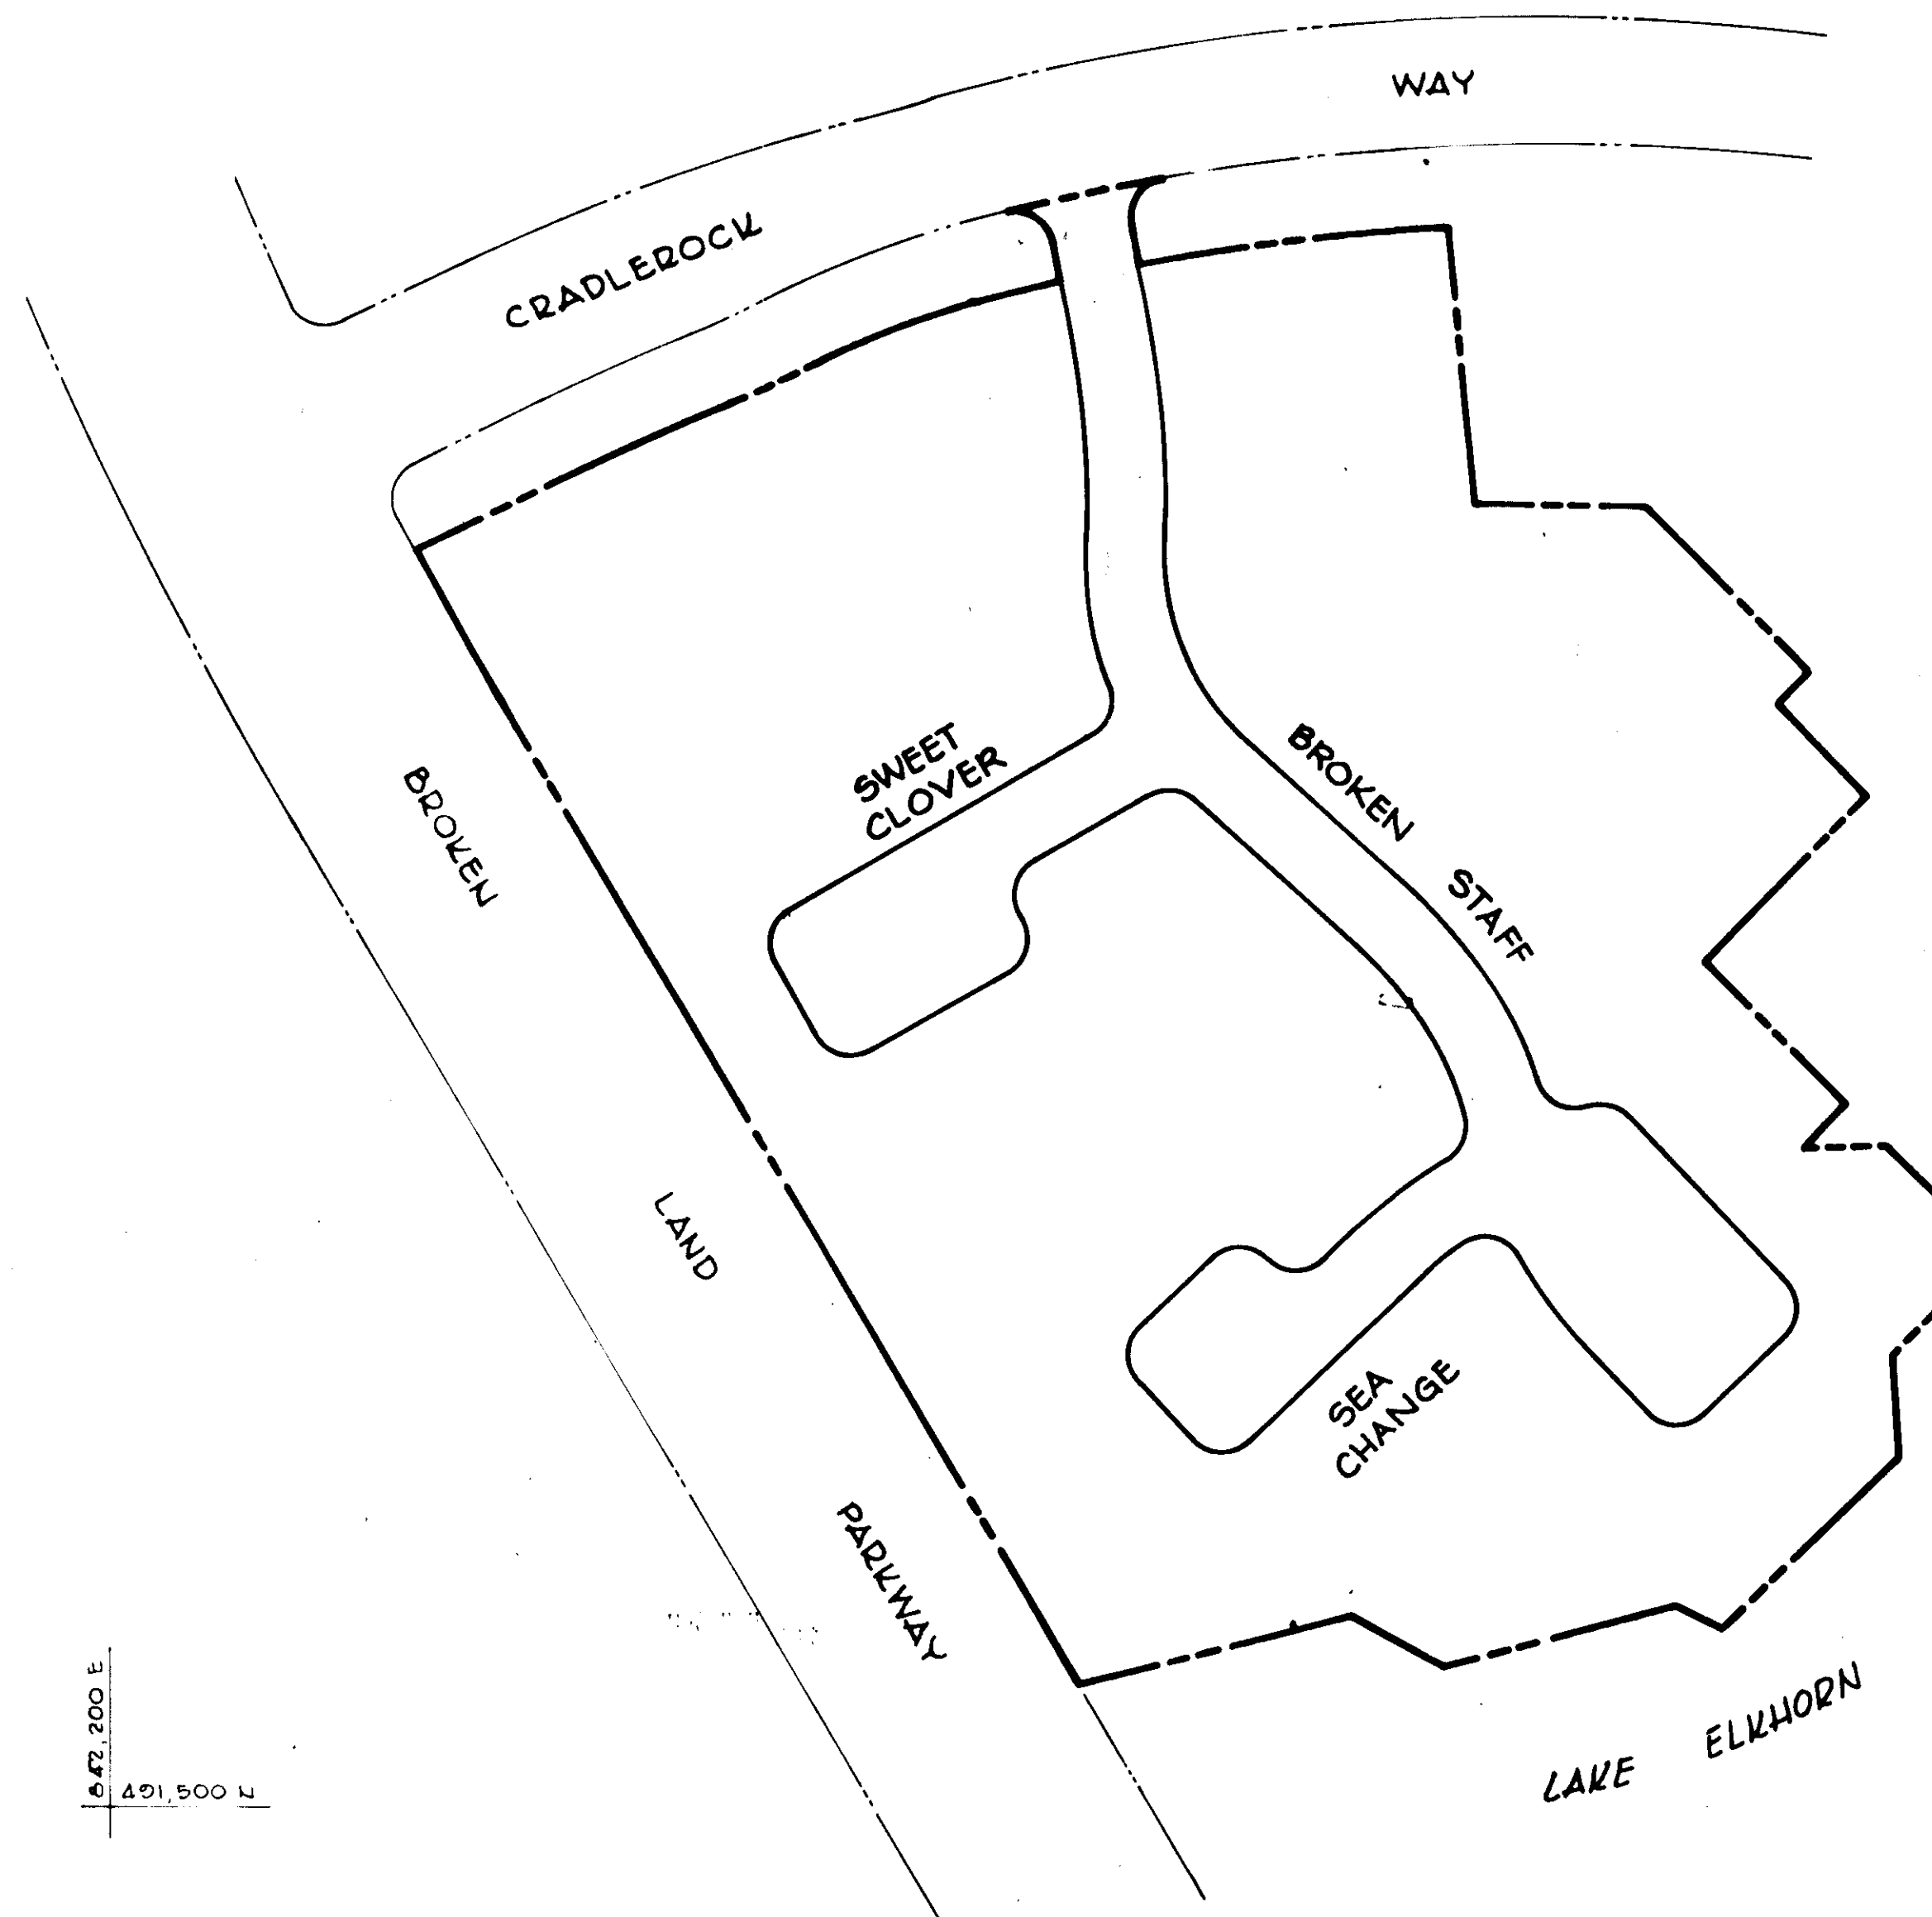 WAY
CRADLEROCK
SWEET
CLOVER
BROKEN STAFF
BROKEN LAND PARKWAY
SEA
CHANGE
LAKE ELKHORN
842,200 E
491,500 N